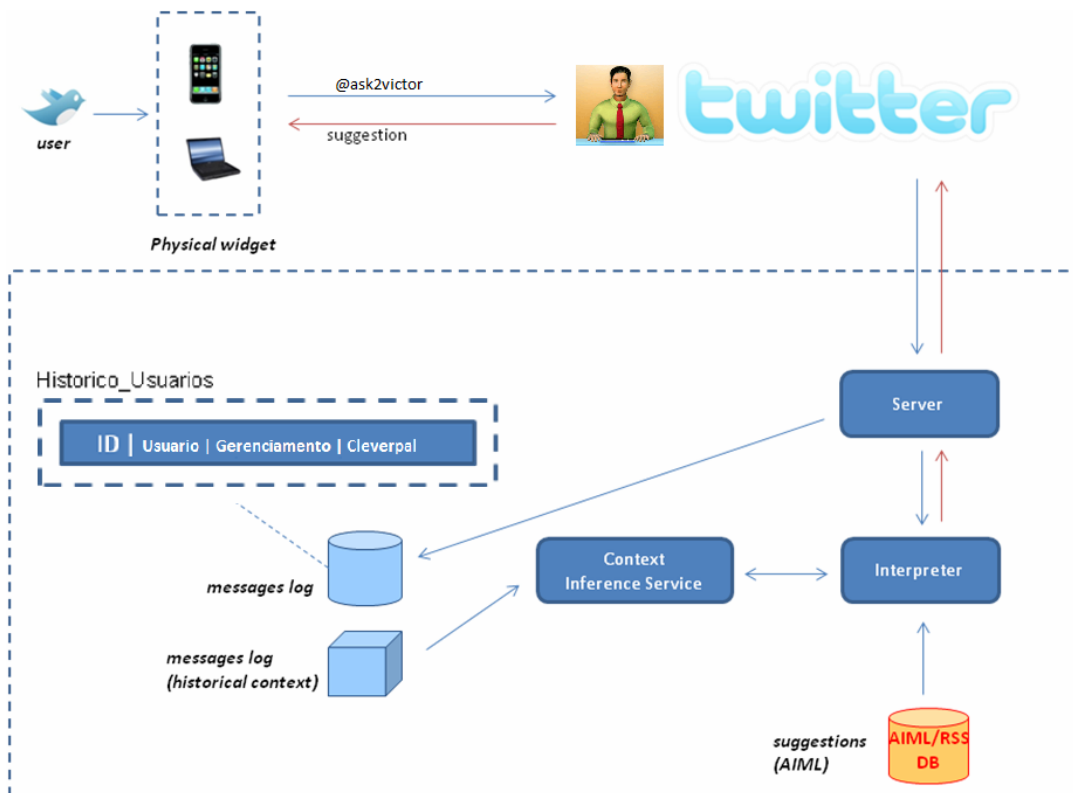 @ask2victor
suggestion
twitter
user
Physical widget
Historico_Usuarios
ID | Usuario | Gerenciamento | Cleverpal
Server
messages log
Context
Inference Service
Interpreter
messages log
(historical context)
suggestions
(AIML)
AIML/RSS
DB